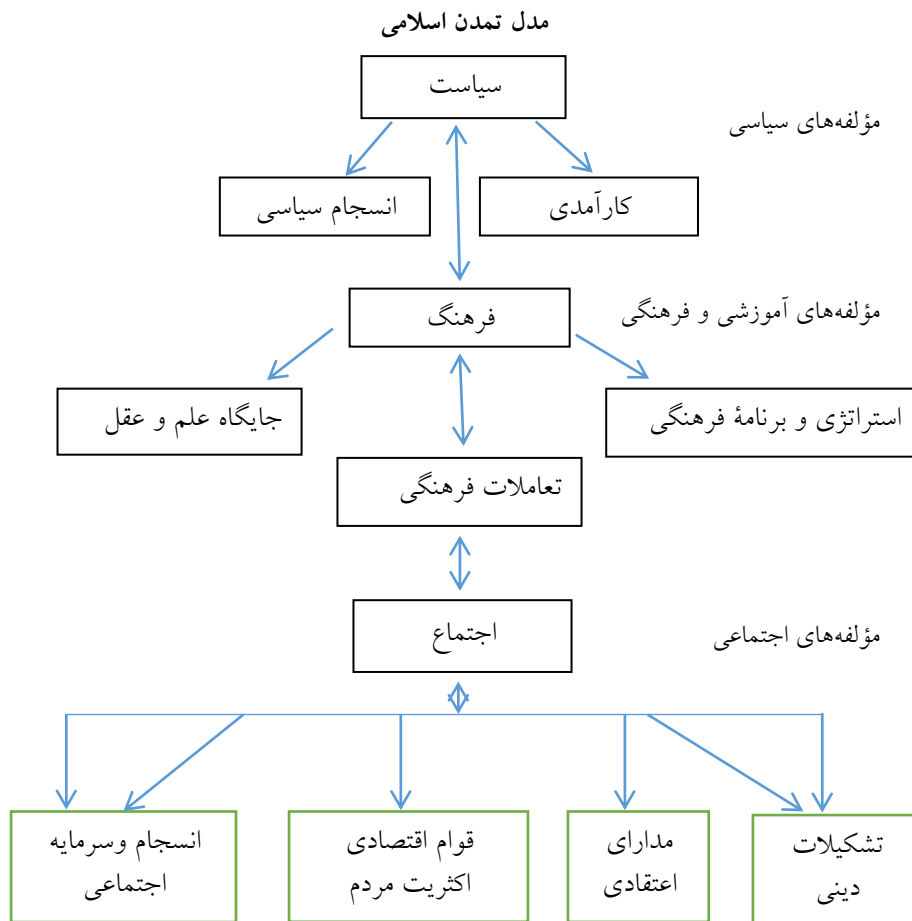 مدل تمدن اسلامی
سیاست
مؤلفه‌های سیاسی
کارآمدی
انسجام سیاسی
فرهنگ
مؤلفه‌های آموزشی و فرهنگی
استراتژی و برنامهٔ فرهنگی
جایگاه علم و عقل
تعاملات فرهنگی
اجتماع
مؤلفه‌های اجتماعی
تشکیلات
دینی
مدارای
اعتقادی
قوام اقتصادی
اکثریت مردم
انسجام وسرمایه
اجتماعی